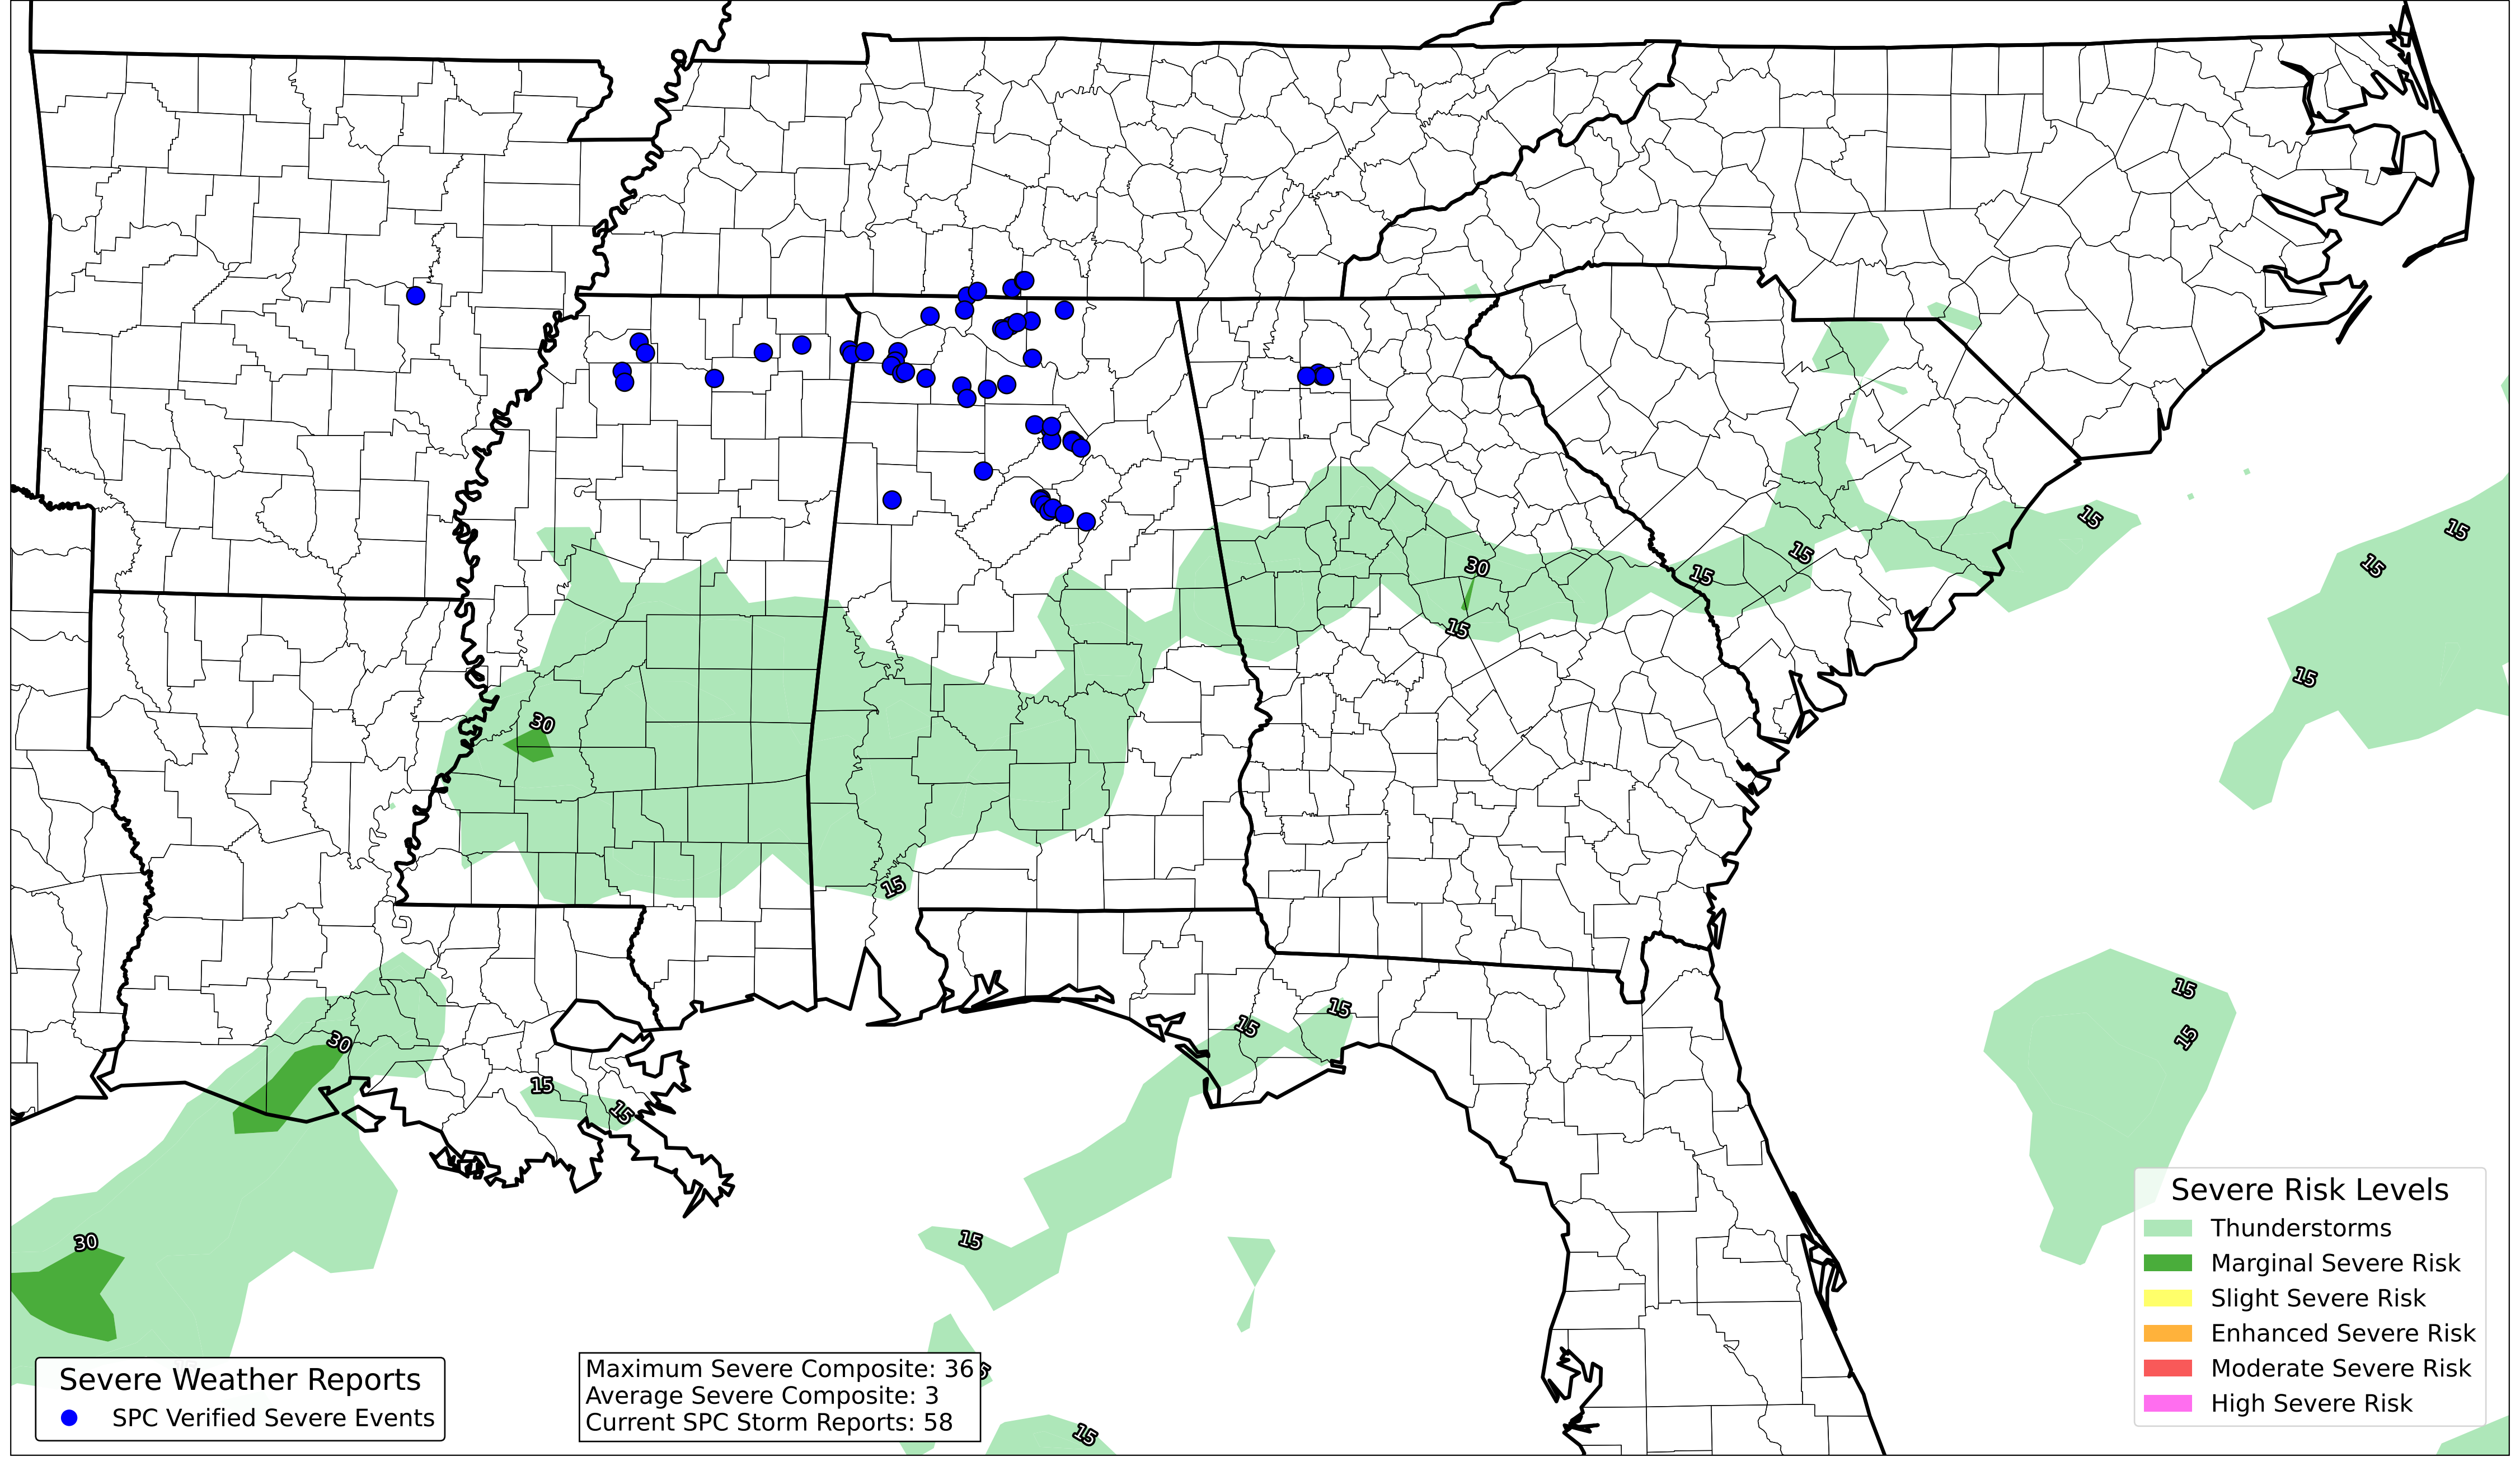 15
30
15
15
15
15
15
15
15
30
15
15
30
15
15
15
15
15
30
15
Severe Risk Levels
Thunderstorms
Marginal Severe Risk
Slight Severe Risk
Enhanced Severe Risk
Moderate Severe Risk
High Severe Risk
Severe Weather Reports
SPC Verified Severe Events
Maximum Severe Composite: 36
Average Severe Composite: 3
Current SPC Storm Reports: 58
15